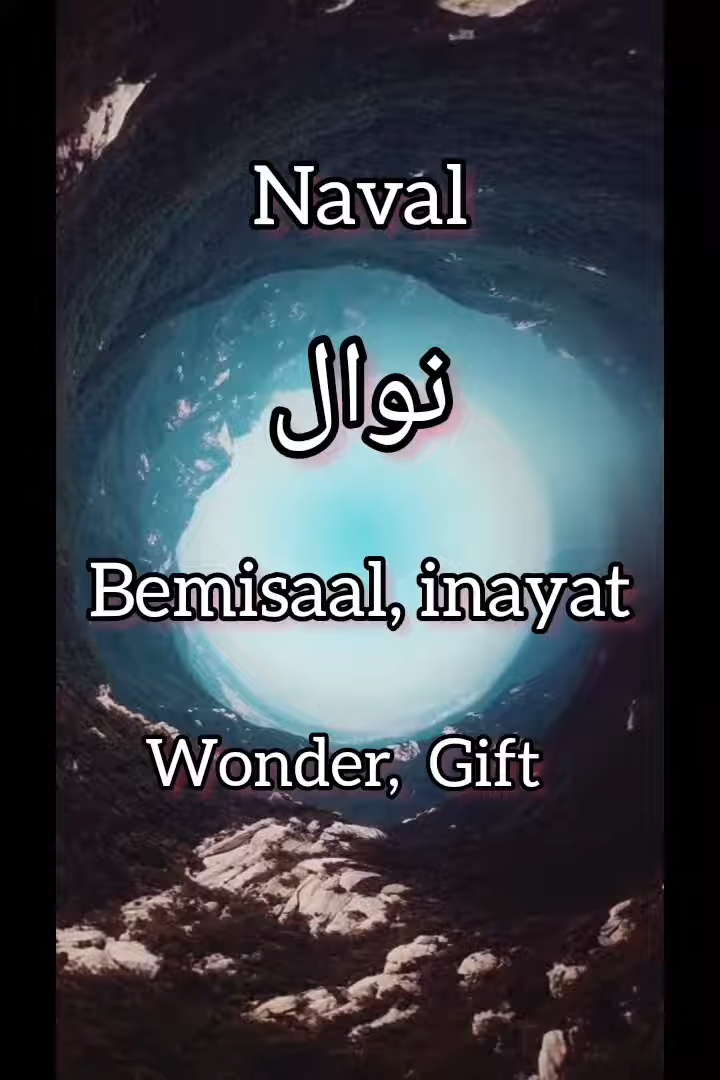 Naval
نوال
Bemisaal, inayat
Wonder, Gift